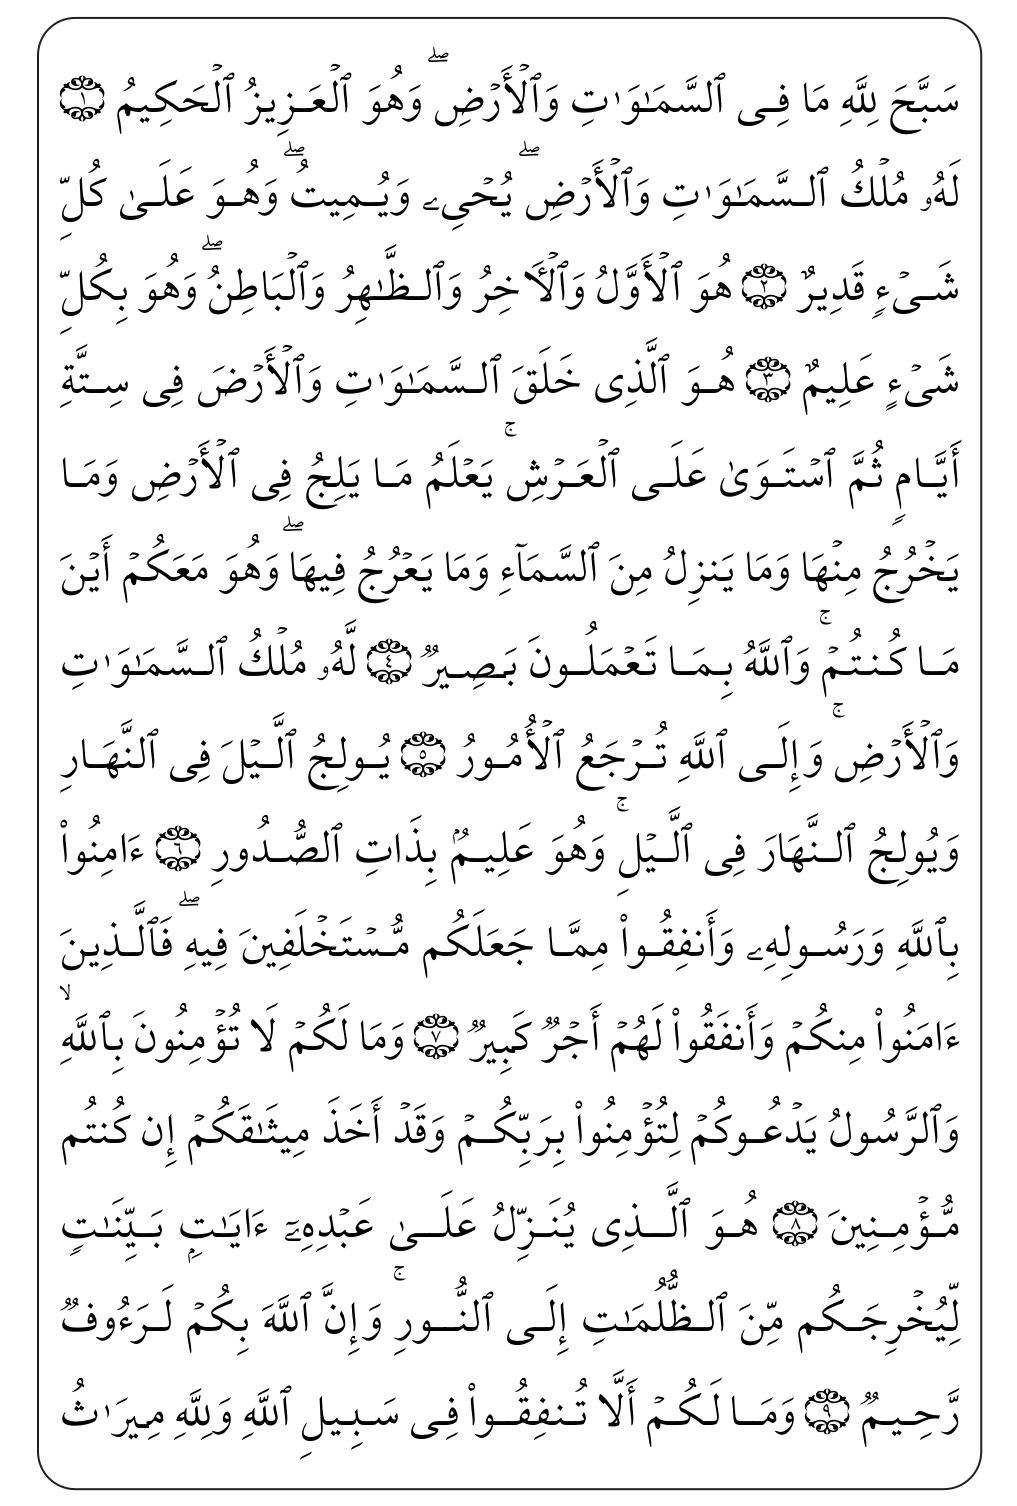 سَبَّحَ لِلَّهِ مَا فِى ٱلسَّمَـٰوَٰتِ وَٱلْأَرْضِ ۖ وَهُوَ ٱلْعَزِيزُ ٱلْحَكِيمُ ١
لَهُۥ مُلْكُ ٱلسَّمَـٰوَٰتِ وَٱلْأَرْضِ ۖ يُحْىِۦ وَيُمِيتُ ۖ وَهُوَ عَلَىٰ كُلِّ
شَىْءٍۢ قَدِيرٌ ٢ هُوَ ٱلْأَوَّلُ وَٱلْـَٔاخِرُ وَٱلظَّـٰهِرُ وَٱلْبَاطِنُ ۖ وَهُوَ بِكُلِّ
شَىْءٍ عَلِيمٌ ٣ هُوَ ٱلَّذِى خَلَقَ ٱلسَّمَـٰوَٰتِ وَٱلْأَرْضَ فِى سِتَّةِ
أَيَّامٍۢ ثُمَّ ٱسْتَوَىٰ عَلَى ٱلْعَرْشِ ۚ يَعْلَمُ مَا يَلِجُ فِى ٱلْأَرْضِ وَمَا
يَخْرُجُ مِنْهَا وَمَا يَنزِلُ مِنَ ٱلسَّمَآءِ وَمَا يَعْرُجُ فِيهَا ۖ وَهُوَ مَعَكُمْ أَيْنَ
مَا كُنتُمْ ۚ وَٱللَّهُ بِمَا تَعْمَلُونَ بَصِيرٌۭ ٤ لَّهُۥ مُلْكُ ٱلسَّمَـٰوَٰتِ
وَٱلْأَرْضِ ۚ وَإِلَى ٱللَّهِ تُرْجَعُ ٱلْأُمُورُ ٥ يُولِجُ ٱلَّيْلَ فِى ٱلنَّهَارِ
وَيُولِجُ ٱلنَّهَارَ فِى ٱلَّيْلِ ۚ وَهُوَ عَلِيمٌۢ بِذَاتِ ٱلصُّدُورِ ٦ ءَامِنُوا۟
بِٱللَّهِ وَرَسُولِهِۦ وَأَنفِقُوا۟ مِمَّا جَعَلَكُم مُّسْتَخْلَفِينَ فِيهِ ۖ فَٱلَّذِينَ
ءَامَنُوا۟ مِنكُمْ وَأَنفَقُوا۟ لَهُمْ أَجْرٌۭ كَبِيرٌۭ ٧ وَمَا لَكُمْ لَا تُؤْمِنُونَ بِٱللَّهِ ۙ
وَٱلرَّسُولُ يَدْعُوكُمْ لِتُؤْمِنُوا۟ بِرَبِّكُمْ وَقَدْ أَخَذَ مِيثَـٰقَكُمْ إِن كُنتُم
مُّؤْمِنِينَ ٨ هُوَ ٱلَّذِى يُنَزِّلُ عَلَىٰ عَبْدِهِۦٓ ءَايَـٰتٍۭ بَيِّنَـٰتٍۢ
لِّيُخْرِجَكُم مِّنَ ٱلظُّلُمَـٰتِ إِلَى ٱلنُّورِ ۚ وَإِنَّ ٱللَّهَ بِكُمْ لَرَءُوفٌۭ
رَّحِيمٌۭ ٩ وَمَا لَكُمْ أَلَّا تُنفِقُوا۟ فِى سَبِيلِ ٱللَّهِ وَلِلَّهِ مِيرَٰثُ